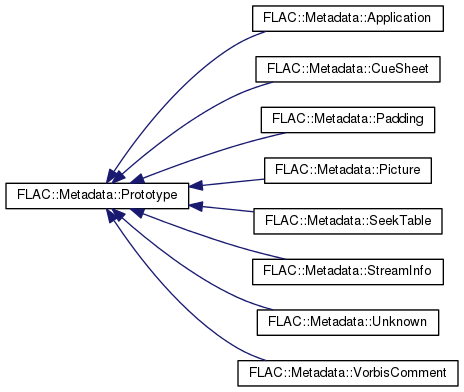 FLAC::Metadata::Application
FLAC::Metadata::CueSheet
FLAC::Metadata::Padding
FLAC::Metadata::Picture
FLAC::Metadata::Prototype
FLAC::Metadata::SeekTable
FLAC::Metadata::StreamInfo
FLAC::Metadata::Unknown
FLAC::Metadata::VorbisComment